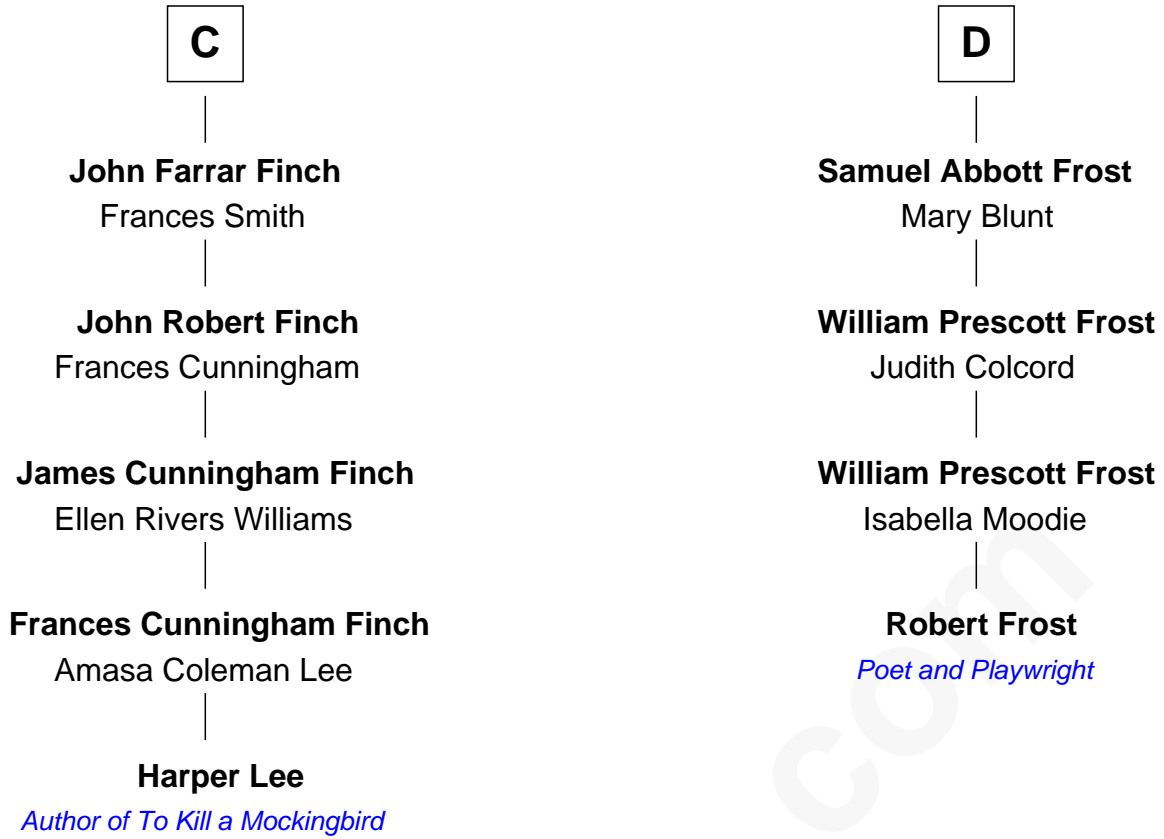 C
John Farrar Finch
Frances Smith
John Robert Finch
Frances Cunningham
James Cunningham Finch
Ellen Rivers Williams
Frances Cunningham Finch
Amasa Coleman Lee
Harper Lee
Author of To Kill a Mockingbird
D
Samuel Abbott Frost
Mary Blunt
William Prescott Frost
Judith Colcord
William Prescott Frost
Isabella Moodie
Robert Frost
Poet and Playwright
com